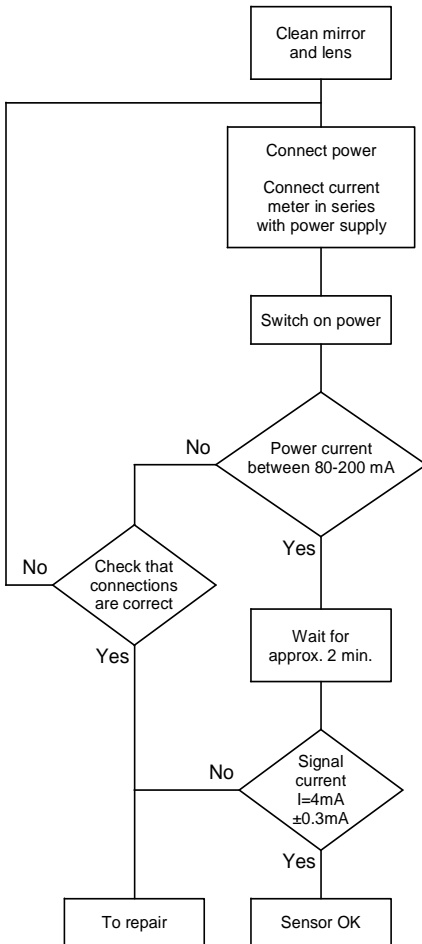 Clean mirror
and lens
Connect power
Connect current
meter in series
with power supply
Switch on power
No
Power current
between 80-200 mA
Yes
No
Check that
connections
are correct
Yes
Wait for
approx. 2 min.
No
Signal
current
I=4mA
±0.3mA
Yes
To repair
Sensor OK